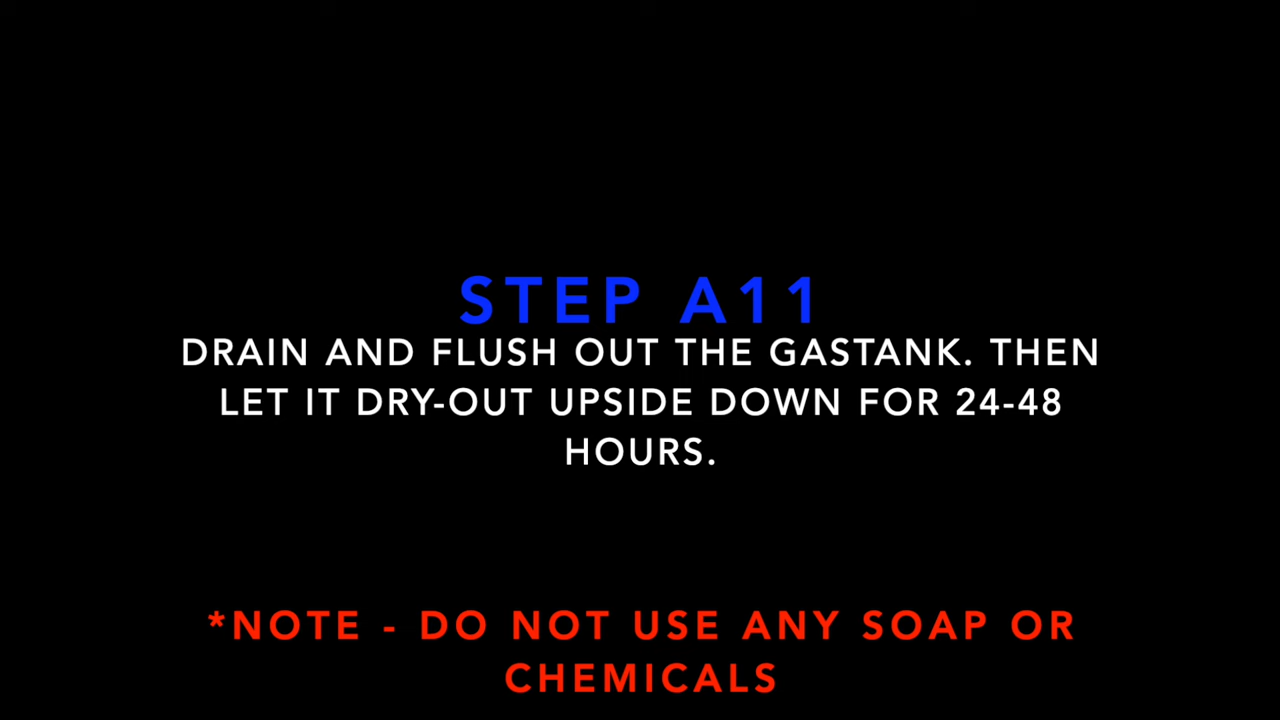 STEP A11
DRAIN AND FLUSH OUT THE GASTANK. THEN
LET IT DRY-OUT UPSIDE DOWN FOR 24-48
HOURS.
*NOTE - DO NOT USE ANY SOAP OR
CHEMICALS